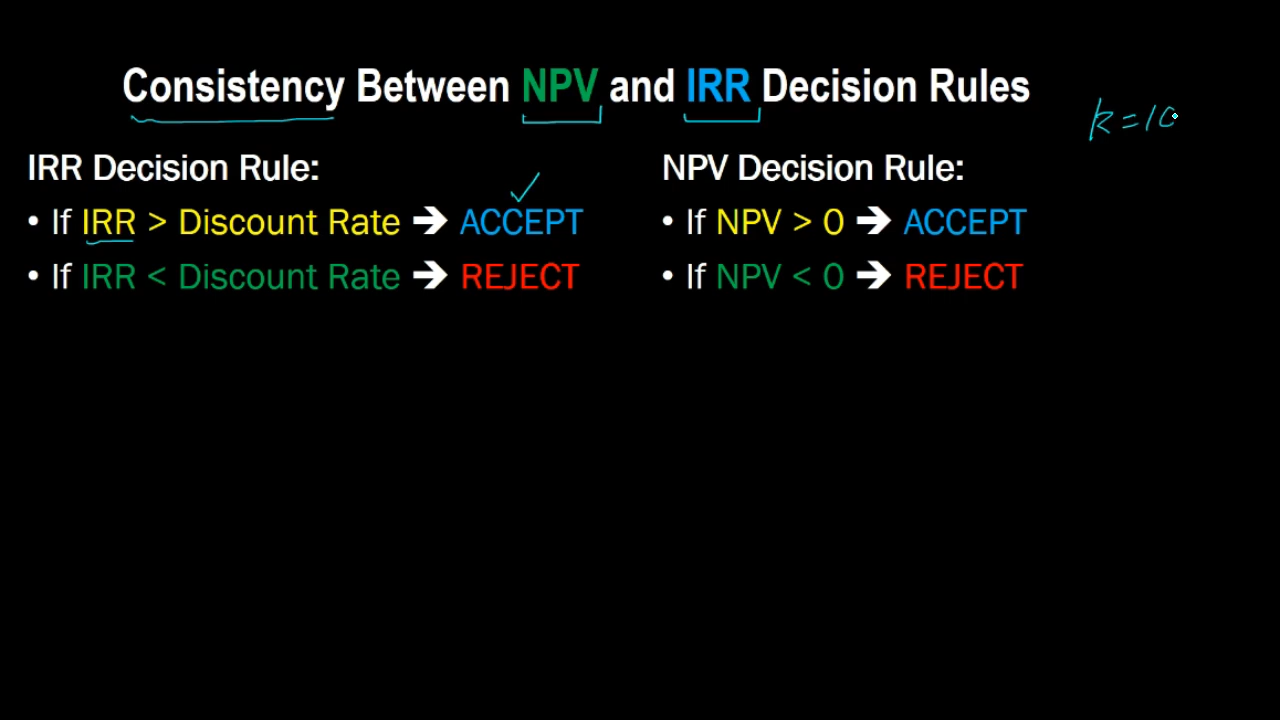 Consistency Between NPV and IRR Decision Rules
k=10
IRR Decision Rule:
• If IRR > Discount Rate ➔ ACCEPT
• If IRR < Discount Rate ➔ REJECT
NPV Decision Rule:
• If NPV > 0 ➔ ACCEPT
• If NPV < 0 ➔ REJECT